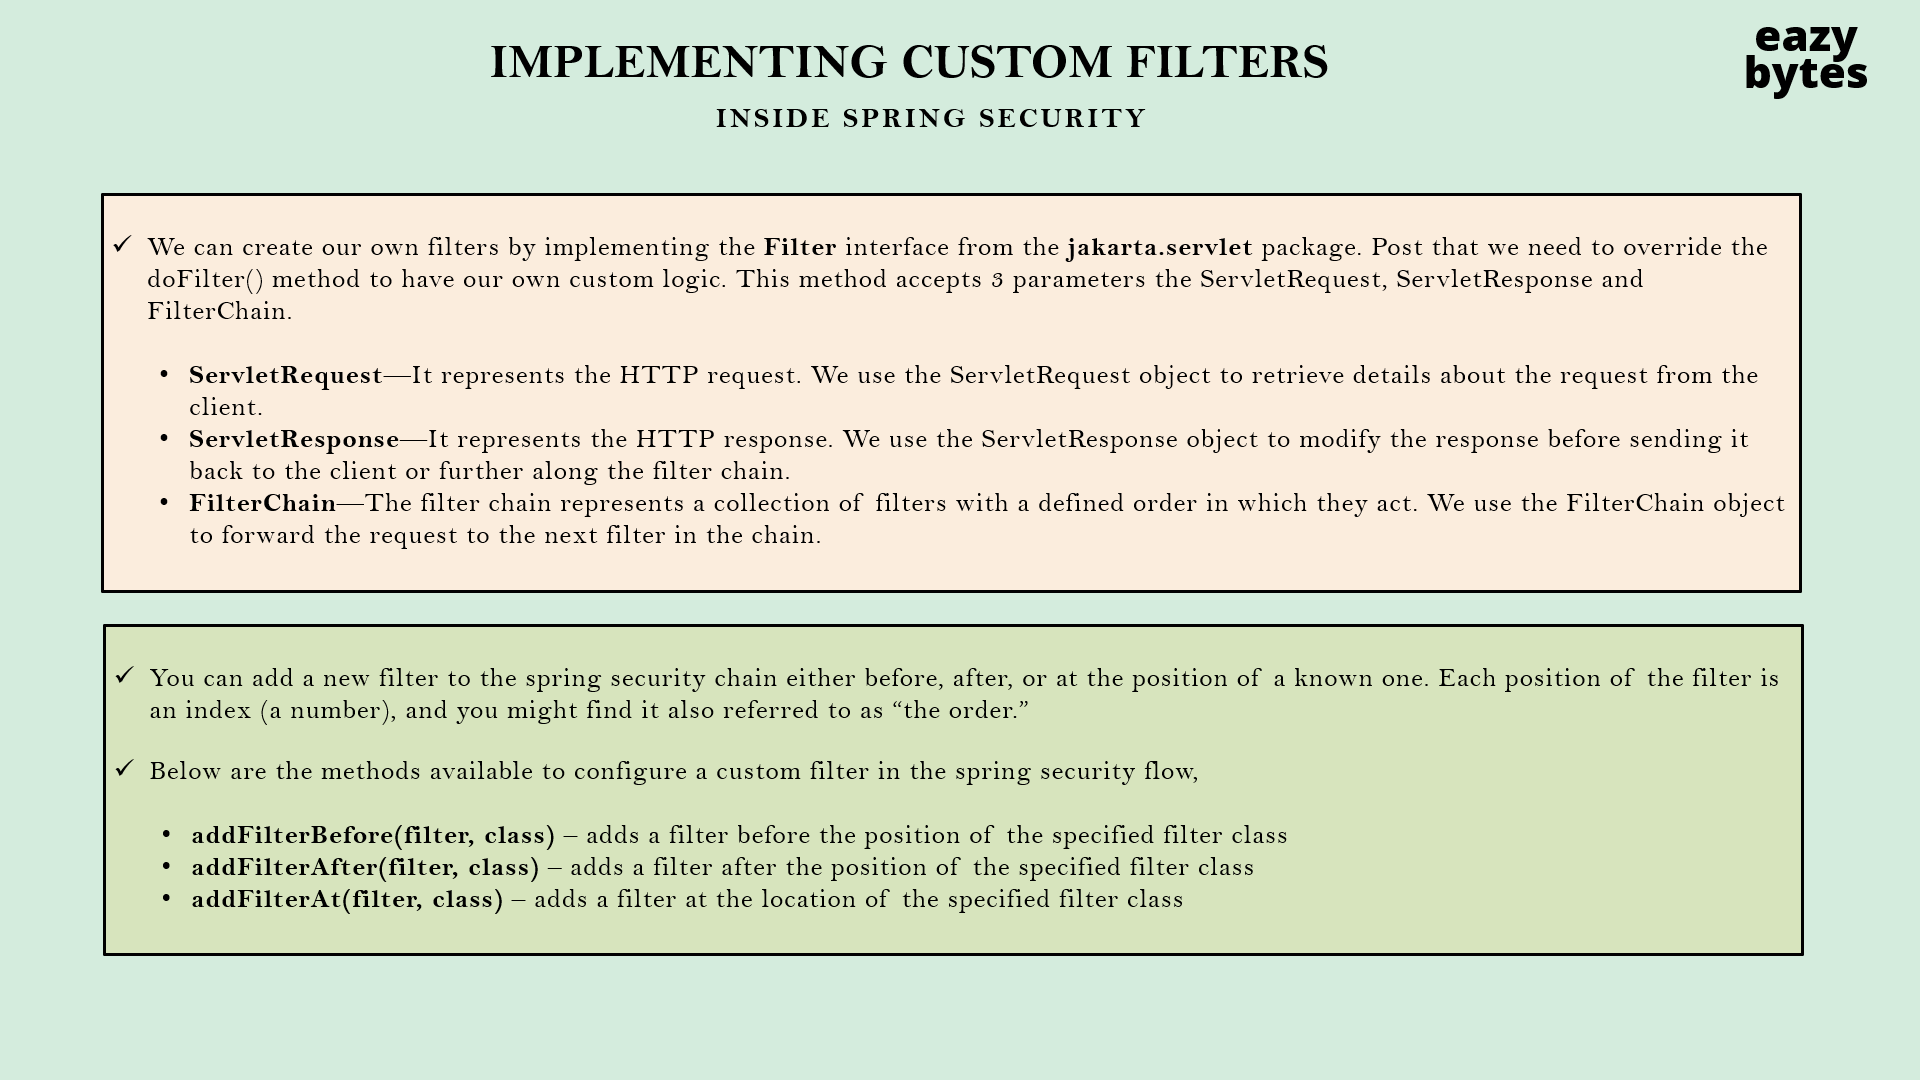 IMPLEMENTING CUSTOM FILTERS
eazy
bytes
INSIDE SPRING SECURITY
✓ We can create our own filters by implementing the Filter interface from the jakarta.servlet package. Post that we need to override the
doFilter() method to have our own custom logic. This method accepts 3 parameters the ServletRequest, ServletResponse and
FilterChain.
• ServletRequest—It represents the HTTP request. We use the ServletRequest object to retrieve details about the request from the
client.
• ServletResponse—It represents the HTTP response. We use the ServletResponse object to modify the response before sending it
back to the client or further along the filter chain.
• FilterChain—The filter chain represents a collection of filters with a defined order in which they act. We use the FilterChain object
to forward the request to the next filter in the chain.
✓ You can add a new filter to the spring security chain either before, after, or at the position of a known one. Each position of the filter is
an index (a number), and you might find it also referred to as “the order.”
✓ Below are the methods available to configure a custom filter in the spring security flow,
• addFilterBefore(filter, class) – adds a filter before the position of the specified filter class
• addFilterAfter(filter, class) – adds a filter after the position of the specified filter class
• addFilterAt(filter, class) – adds a filter at the location of the specified filter class